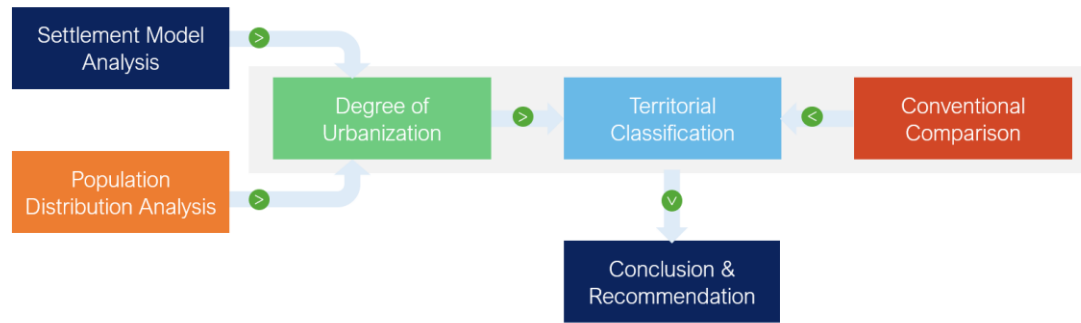 Settlement Model
Analysis
Degree of
Urbanization
Territorial
Classification
Conventional
Comparison
Population
Distribution Analysis
Conclusion &
Recommendation